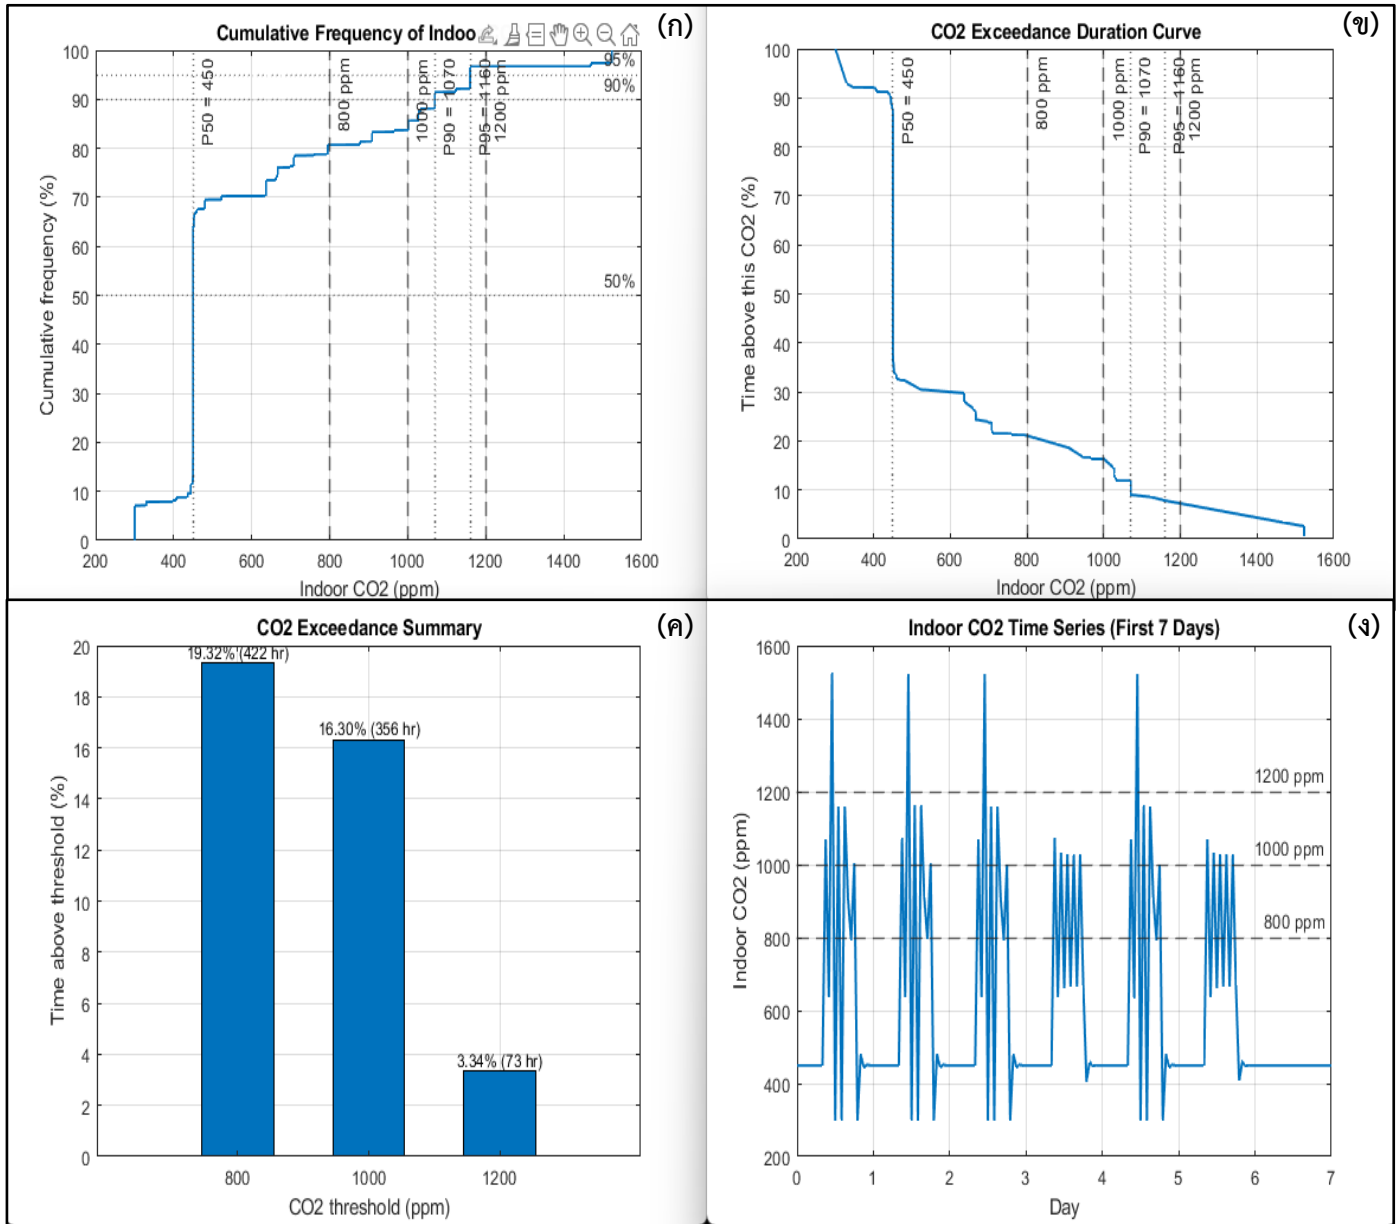 Cumulative Frequency of Indoo
(ก)
100
90
80
70
60
50
40
30
20
10
0
Cumulative frequency (%)
95%
90%
50%
P50 = 450
800 ppm
1000 ppm
P90 = 1070
P95 = 1160
1200 ppm
200 400 600 800 1000 1200 1400 1600
Indoor CO2 (ppm)
CO2 Exceedance Duration Curve
(ข)
100
90
80
70
60
50
40
30
20
10
0
Time above this CO2 (%)
P50 = 450
800 ppm
1000 ppm
P90 = 1070
P95 = 1160
1200 ppm
200 400 600 800 1000 1200 1400 1600
Indoor CO2 (ppm)
CO2 Exceedance Summary
(ค)
20
18
16
14
12
10
8
6
4
2
0
Time above threshold (%)
19.32% (422 hr)
16.30% (356 hr)
3.34% (73 hr)
800 1000 1200
CO2 threshold (ppm)
Indoor CO2 Time Series (First 7 Days)
(ง)
1600
1400
1200
1000
800
600
400
200
Indoor CO2 (ppm)
1200 ppm
1000 ppm
800 ppm
0 1 2 3 4 5 6 7
Day